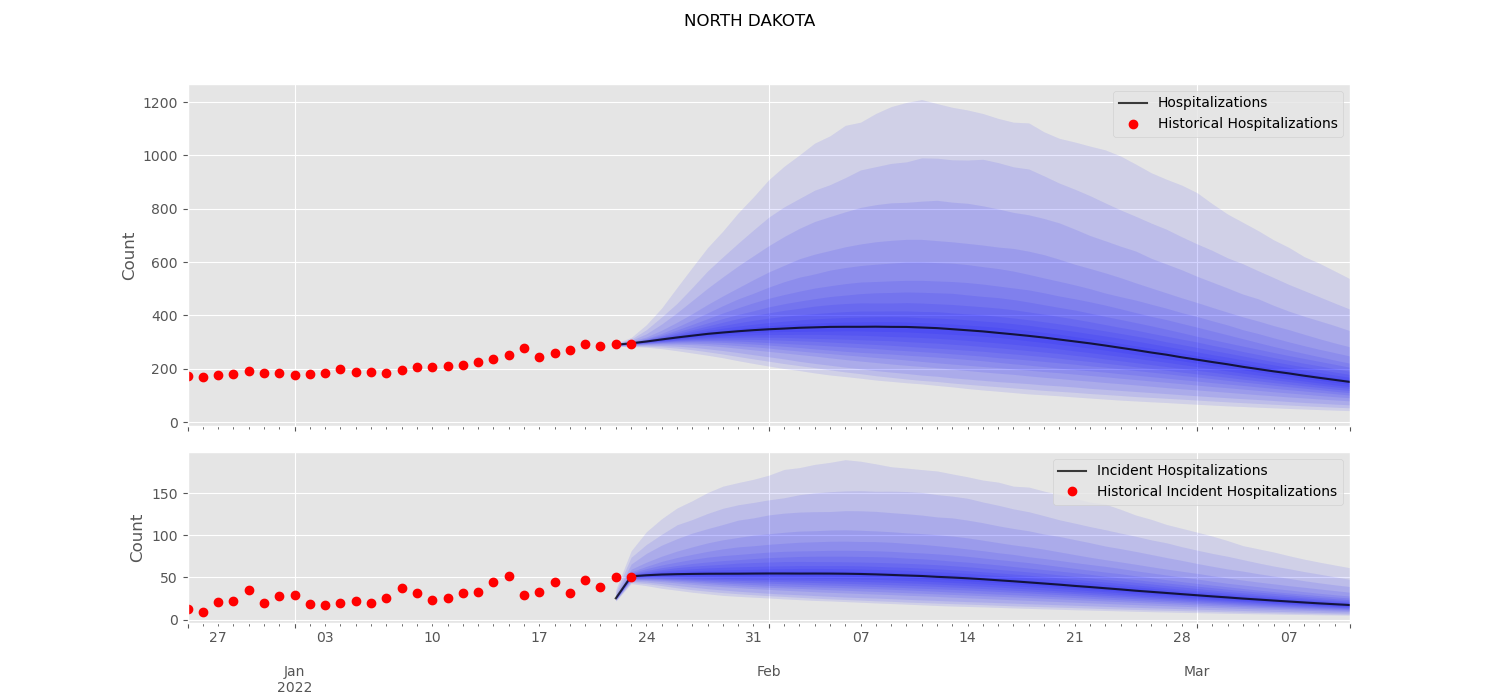 NORTH DAKOTA
1200
1000
800
600
400
200
0
Count
Hospitalizations
Historical Hospitalizations
150
100
50
0
Count
Incident Hospitalizations
Historical Incident Hospitalizations
27 03 10 17 24 31 07 14 21 28 07
Jan Feb Mar
2022